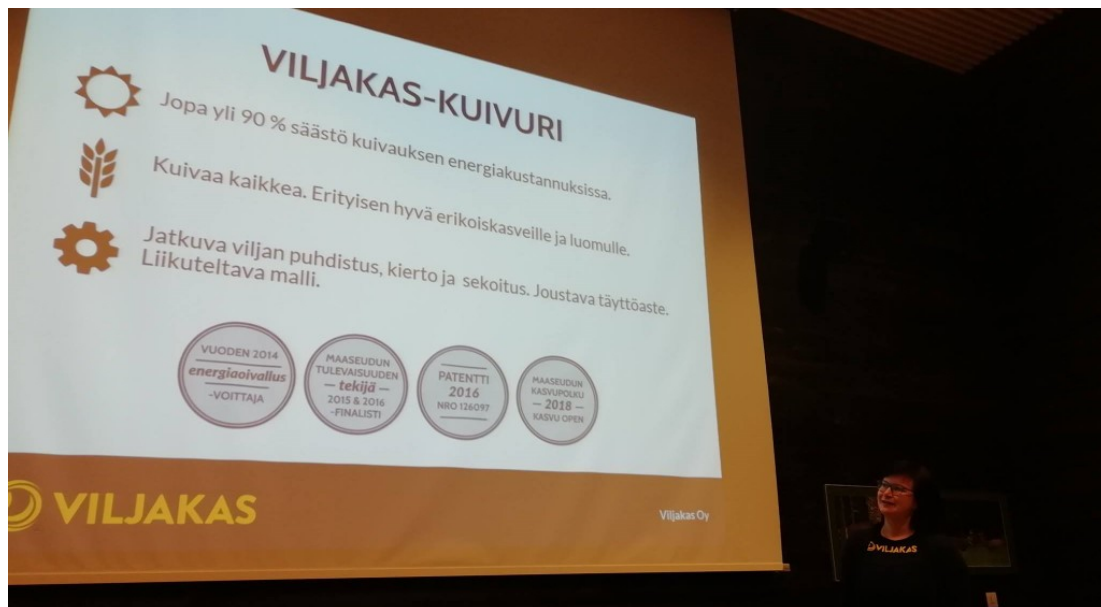 VILJAKAS-KUIVURI
Jopa yli 90 % säästö kuivauksen energiakustannuksissa.
Kuivaa kaikkea. Erityisen hyvä erikoiskasveille ja luomulle.
Jatkuva viljan puhdistus, kierto ja sekoitus. Joustava täyttöaste.
Liikuteltava malli.
VUODEN 2014
energiaoivallus
-VOITTAJA
MAASEUDUN
TULEVAISUUDEN
— tekijä —
2015 & 2016
-FINALISTI
PATENTTI
2016
NRO 126097
MAASEUDUN
KASVUPOLKU
— 2018 —
KASVU OPEN
VILJAKAS
Viljakas Oy
VILJAKAS